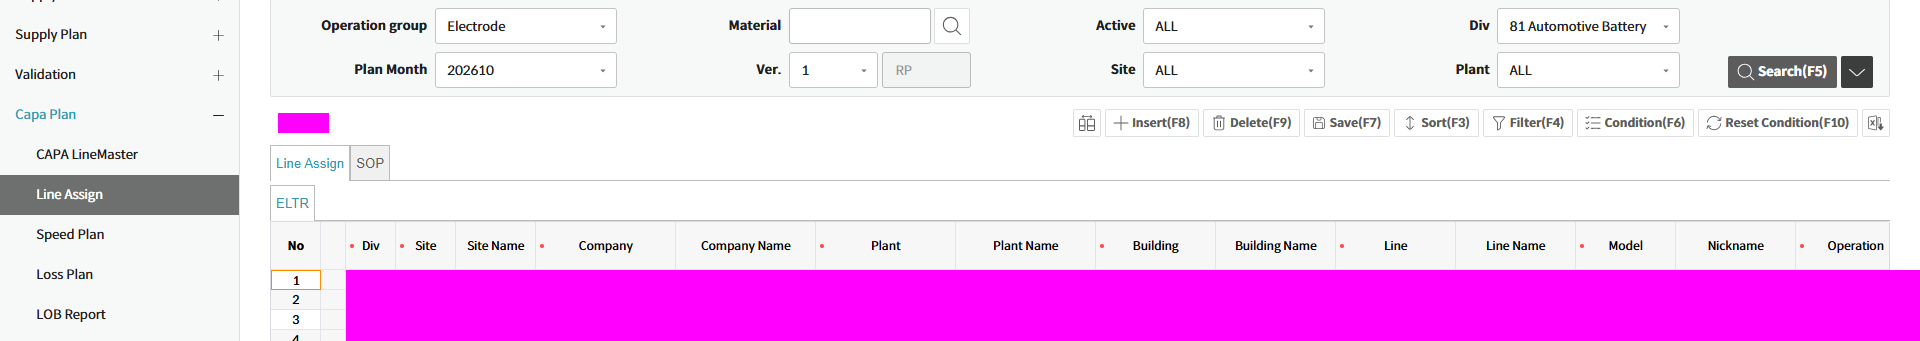 Operation group Electrode Material Active ALL Div 81 Automotive Battery
Supply Plan
Plan Month 202610 Ver. 1 RP Site ALL Plant ALL Search(F5)
Validation
Capa Plan
Insert(F8) Delete(F9) Save(F7) Sort(F3) Filter(F4) Condition(F6) Reset Condition(F10)
CAPA LineMaster
Line Assign SOP
Line Assign
ELTR
Speed Plan
No Div Site Site Name Company Company Name Plant Plant Name Building Building Name Line Line Name Model Nickname Operation
Loss Plan
1
2
LOB Report
3
4